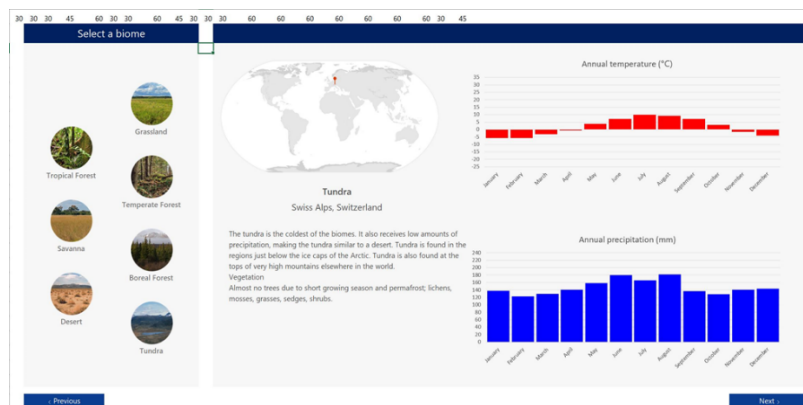 30 30 30 45 60 30 30 60 45 30 30 30 30 60 60 60 30 45
Select a biome
Grassland
Tropical Forest
Temperate Forest
Savanna
Boreal Forest
Desert
Tundra
‹ Previous
Tundra
Swiss Alps, Switzerland
The tundra is the coldest of the biomes. It also receives low amounts of
precipitation, making the tundra similar to a desert. Tundra is found in the
regions just below the ice caps of the Arctic. Tundra is also found at the
tops of very high mountains elsewhere in the world.
Vegetation
Almost no trees due to short growing season and permafrost; lichens,
mosses, grasses, sedges, shrubs.
Annual temperature (°C)
35
30
25
20
15
10
5
0
-5
-10
-15
-20
-25
January February March April May June July August September October November December
Annual precipitation (mm)
240
220
200
180
160
140
120
100
80
60
40
20
0
January February March April May June July August September October November December
Next ›